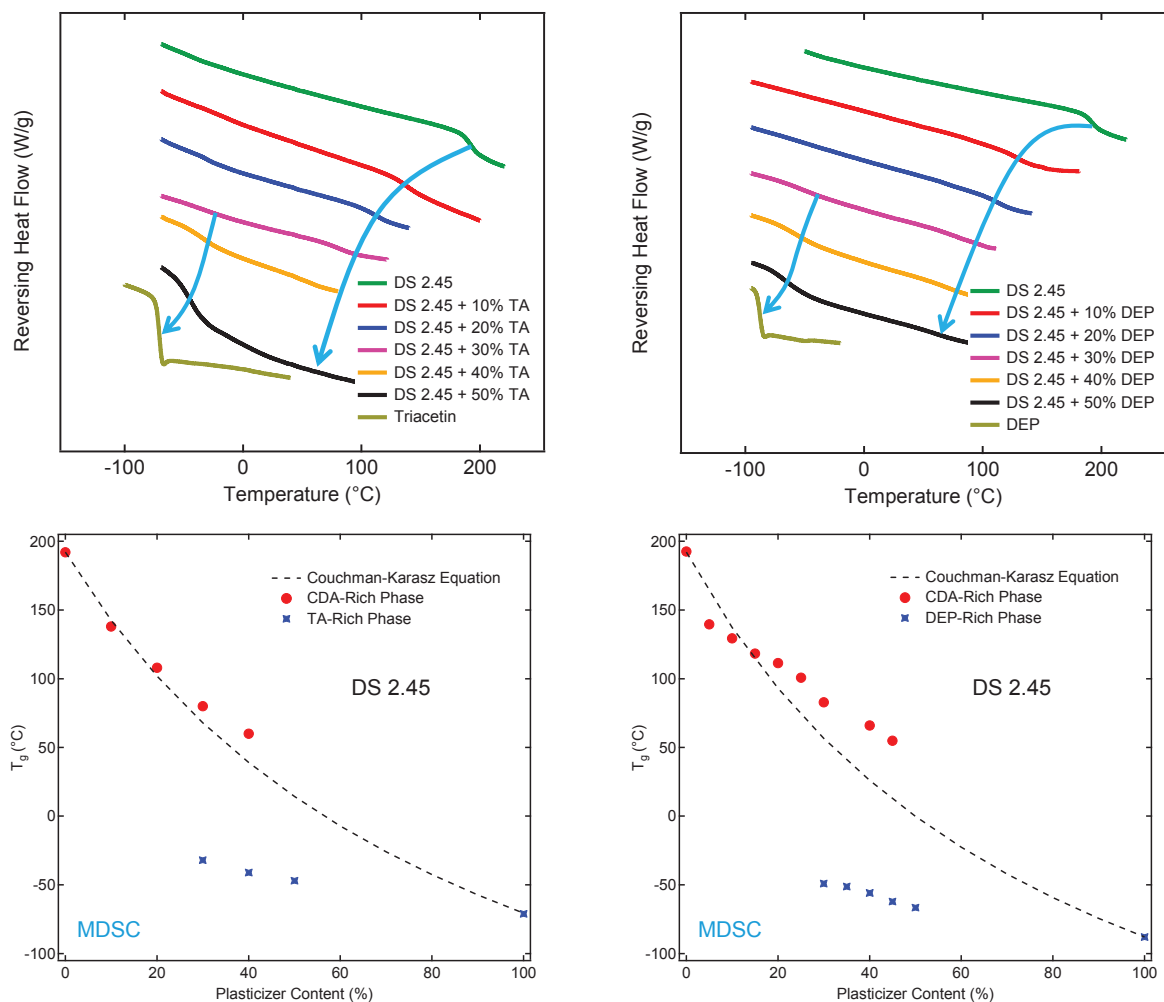 Reversing Heat Flow (W/g)
DS 2.45
DS 2.45 + 10% TA
DS 2.45 + 20% TA
DS 2.45 + 30% TA
DS 2.45 + 40% TA
DS 2.45 + 50% TA
Triacetin
-100
0
100
200
Temperature (°C)
Reversing Heat Flow (W/g)
DS 2.45
DS 2.45 + 10% DEP
DS 2.45 + 20% DEP
DS 2.45 + 30% DEP
DS 2.45 + 40% DEP
DS 2.45 + 50% DEP
DEP
-100
0
100
200
Temperature (°C)
200
150
100
50
0
-50
-100
Tg (°C)
Couchman-Karasz Equation
CDA-Rich Phase
TA-Rich Phase
DS 2.45
MDSC
0
20
40
60
80
100
Plasticizer Content (%)
200
150
100
50
0
-50
-100
Tg (°C)
Couchman-Karasz Equation
CDA-Rich Phase
DEP-Rich Phase
DS 2.45
MDSC
0
20
40
60
80
100
Plasticizer Content (%)